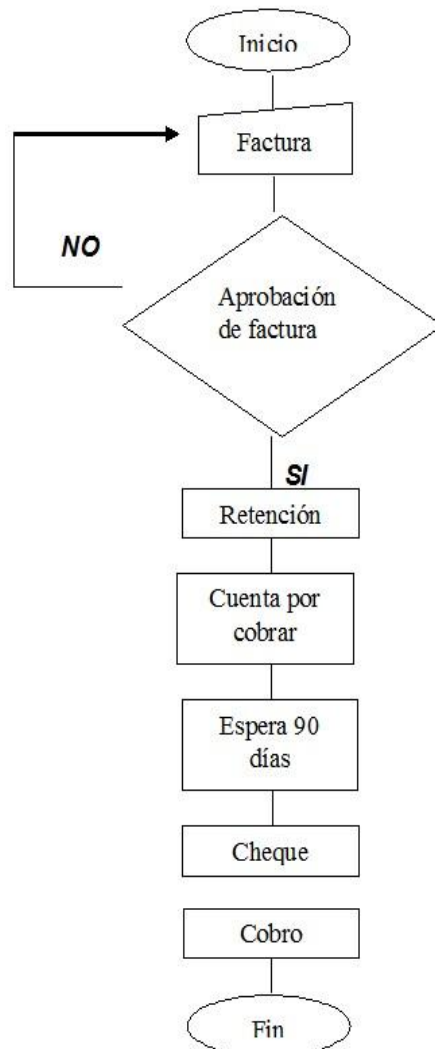 Inicio
Factura
NO
Aprobación
de factura
SI
Retención
Cuenta por
cobrar
Espera 90
días
Cheque
Cobro
Fin